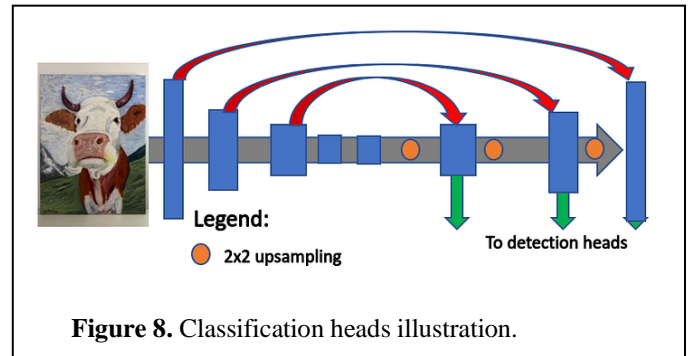 Legend:
2x2 upsampling
To detection heads
Figure 8. Classification heads illustration.